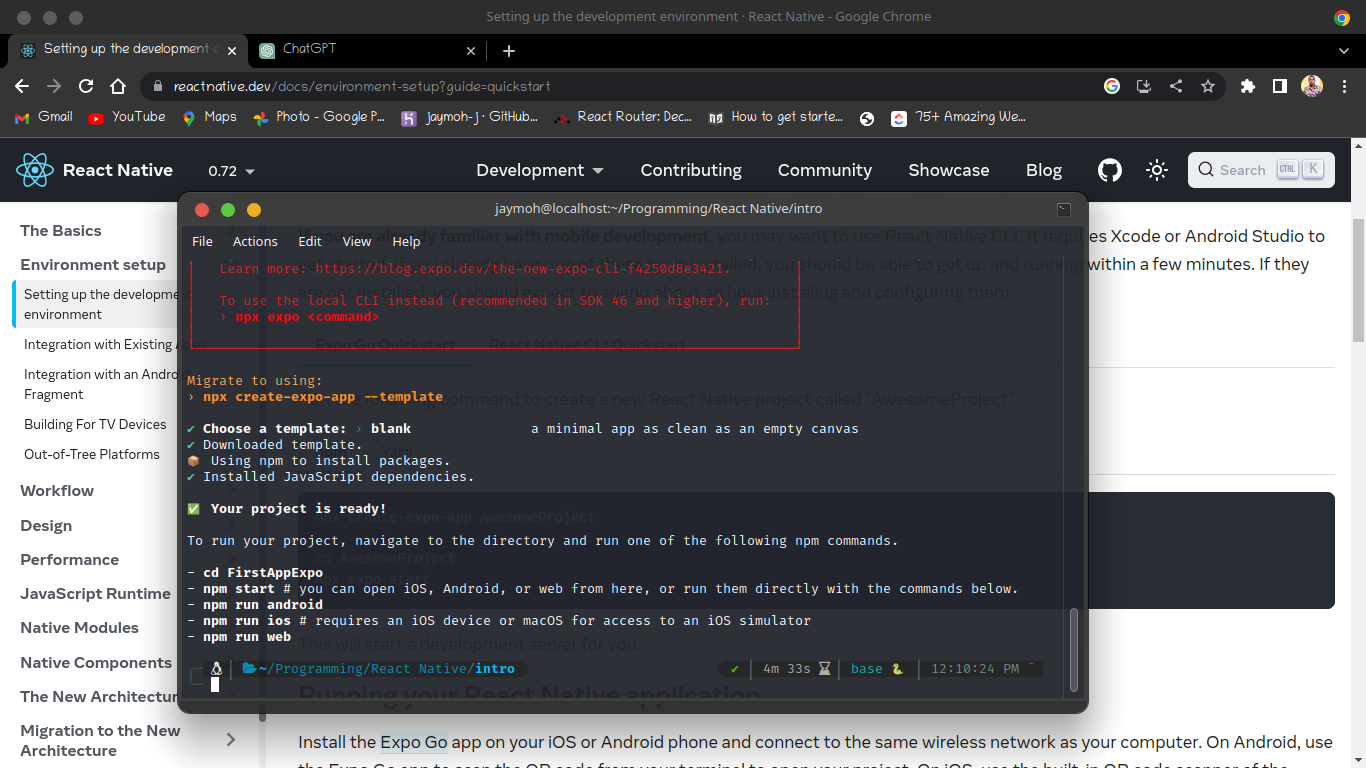 Setting up the development environment · React Native - Google Chrome
Setting up the development e
ChatGPT
reactnative.dev/docs/environment-setup?guide=quickstart
Gmail
YouTube
Maps
Photo - Google P...
jaymoh-j · GitHub...
React Router: Dec...
How to get starte...
75+ Amazing We...
React Native
0.72
Development
Contributing
Community
Showcase
Blog
Search
CTRL
K
The Basics
Environment setup
Setting up the developme
environment
Integration with Existing Apps
Integration with an Andro
Fragment
Building For TV Devices
Out-of-Tree Platforms
Workflow
Design
Performance
JavaScript Runtime
Native Modules
Native Components
The New Architectur
Migration to the New
Architecture
jaymoh@localhost:~/Programming/React Native/intro
File Actions Edit View Help
Learn more: https://blog.expo.dev/the-new-expo-cli-f4250d8e3421.
To use the local CLI instead (recommended in SDK 46 and higher), run:
› npx expo <command>
Migrate to using:
› npx create-expo-app --template
✔ Choose a template: › blank a minimal app as clean as an empty canvas
✔ Downloaded template.
📦 Using npm to install packages.
✔ Installed JavaScript dependencies.
✅ Your project is ready!
To run your project, navigate to the directory and run one of the following npm commands.
- cd FirstAppExpo
- npm start # you can open iOS, Android, or web from here, or run them directly with the commands below.
- npm run android
- npm run ios # requires an iOS device or macOS for access to an iOS simulator
- npm run web
~/Programming/React Native/intro ✔ 4m 33s base 12:10:24 PM
If you are already familiar with mobile development, you may want to use React Native CLI. It requires Xcode or Android Studio to
get started. If you already have one of these tools installed, you should be able to get up and running within a few minutes. If they
are not installed, you should expect to spend about an hour installing and configuring them.
Expo Go Quickstart
React Native CLI Quickstart
command to create a new React Native project called "AwesomeProject":
npx create-expo-app AwesomeProject
cd AwesomeProject
npx expo start
This will start a development server for you.
Running your React Native application
Install the Expo Go app on your iOS or Android phone and connect to the same wireless network as your computer. On Android, use
the Expo Go app to scan the QR code from your terminal to open your project. On iOS, use the built-in QR code scanner of the